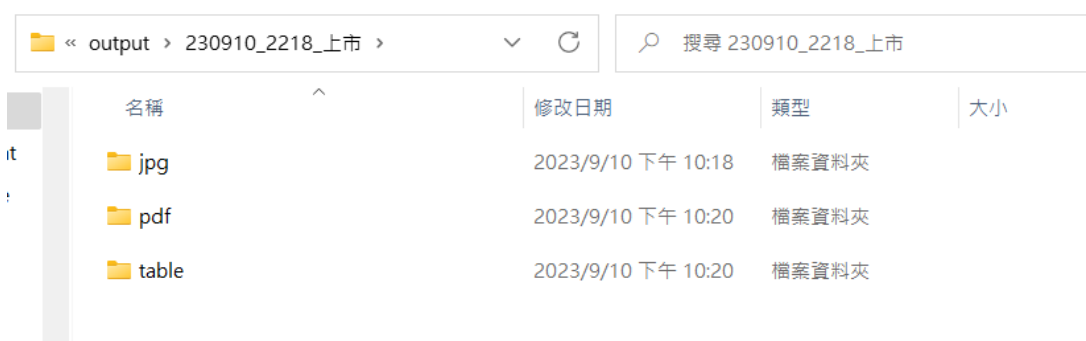 « output > 230910_2218_上市 >
搜尋 230910_2218_上市
名稱 修改日期 類型 大小
jpg 2023/9/10 下午 10:18 檔案資料夾
pdf 2023/9/10 下午 10:20 檔案資料夾
table 2023/9/10 下午 10:20 檔案資料夾